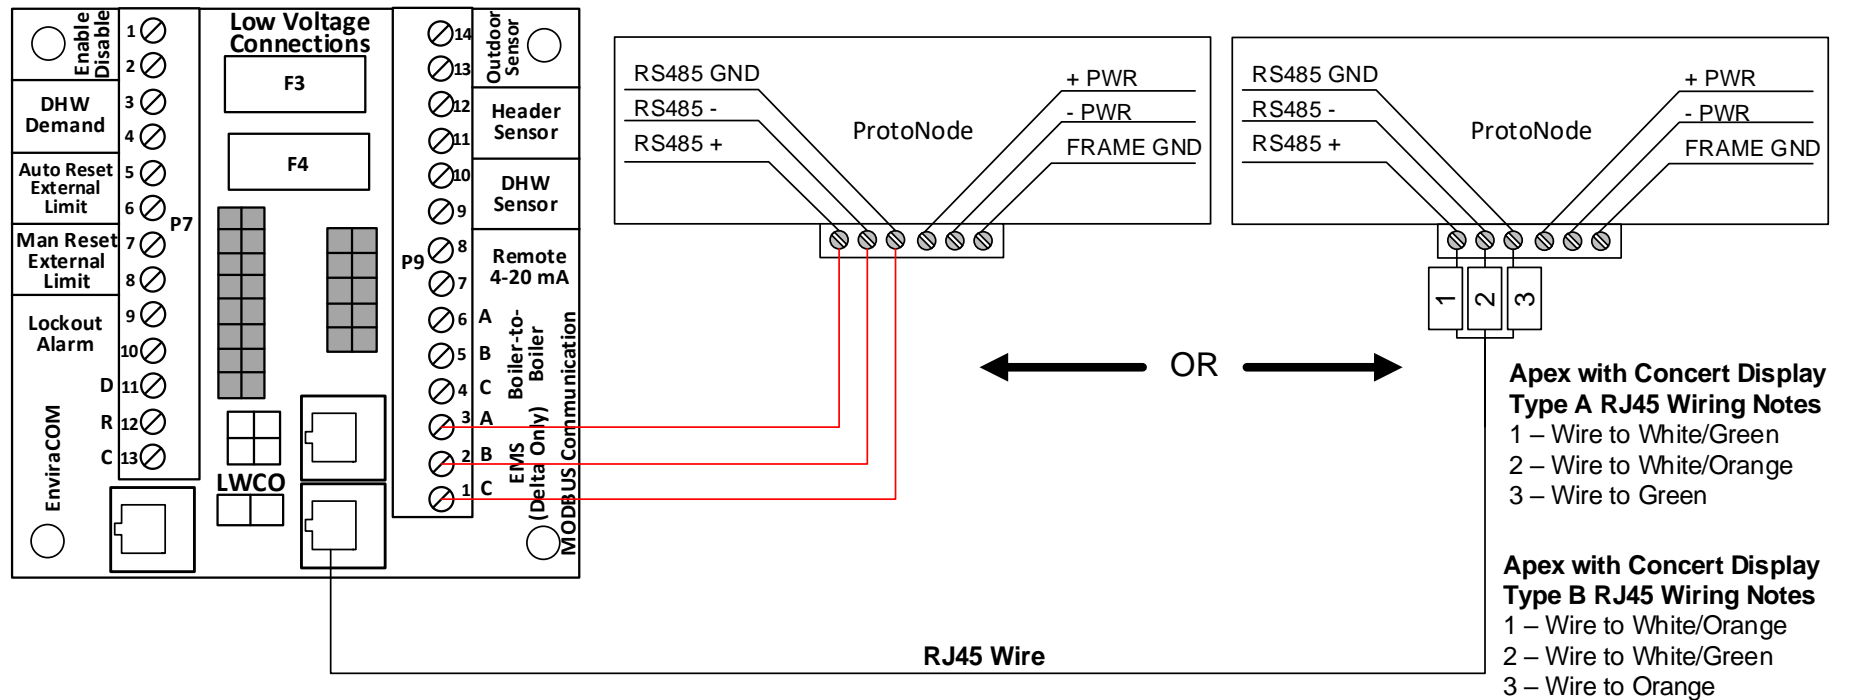 Low Voltage
Connections
F3
F4
P7
P9
LWCO
Enable
Disable
DHW
Demand
Auto Reset
External
Limit
Man Reset
External
Limit
Lockout
Alarm
EnviraCOM
1
2
3
4
5
6
7
8
9
10
D 11
R 12
C 13
14
13
12
11
10
9
8
7
6 A
5 B
4 C
3 A
2 B
1 C
Outdoor
Sensor
Header
Sensor
DHW
Sensor
Remote
4-20 mA
Boiler-to-
Boiler
EMS
(Delta Only)
MODBUS Communication
RS485 GND
RS485 -
RS485 +
ProtoNode
+ PWR
- PWR
FRAME GND
OR
RS485 GND
RS485 -
RS485 +
ProtoNode
+ PWR
- PWR
FRAME GND
1
2
3
Apex with Concert Display
Type A RJ45 Wiring Notes
1 – Wire to White/Green
2 – Wire to White/Orange
3 – Wire to Green
Apex with Concert Display
Type B RJ45 Wiring Notes
1 – Wire to White/Orange
2 – Wire to White/Green
3 – Wire to Orange
RJ45 Wire